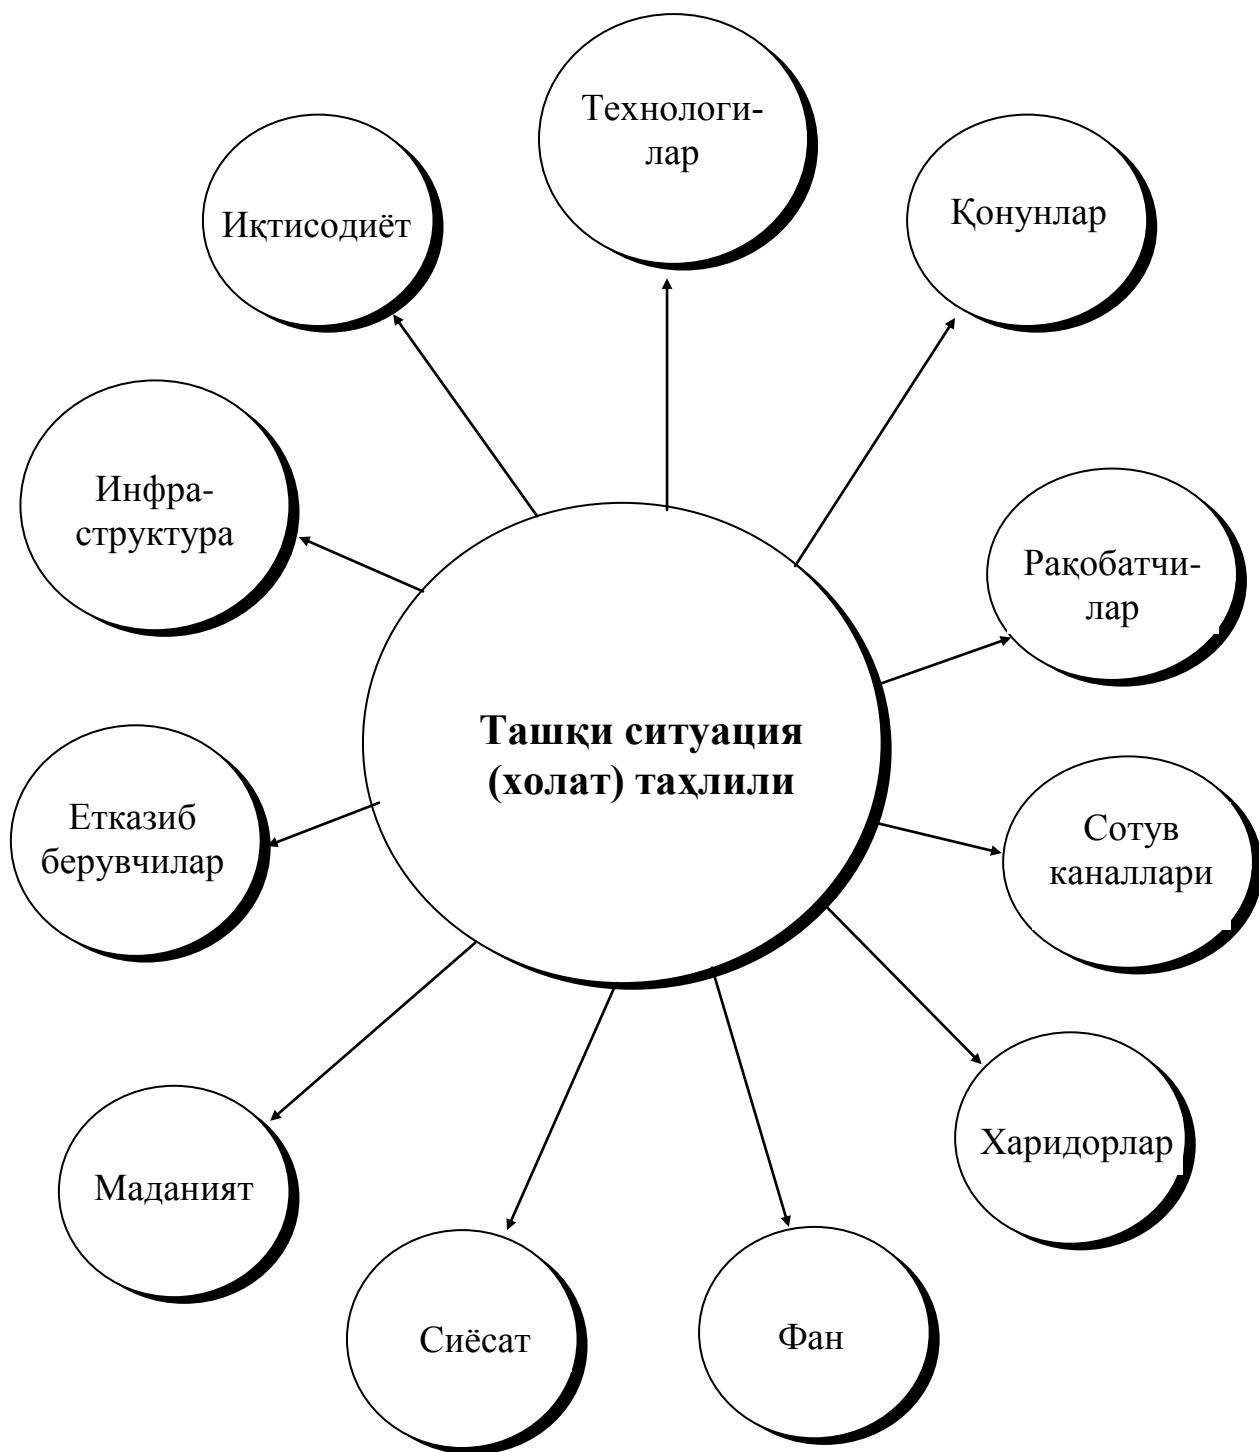 Технологи-
лар
Иқтисодиёт
Қонунлар
Инфра-
структура
Рақобатчи-
лар
Ташқи ситуация
(холат) таҳлили
Етказиб
берувчилар
Сотув
каналлари
Харидорлар
Маданият
Сиёсат
Фан